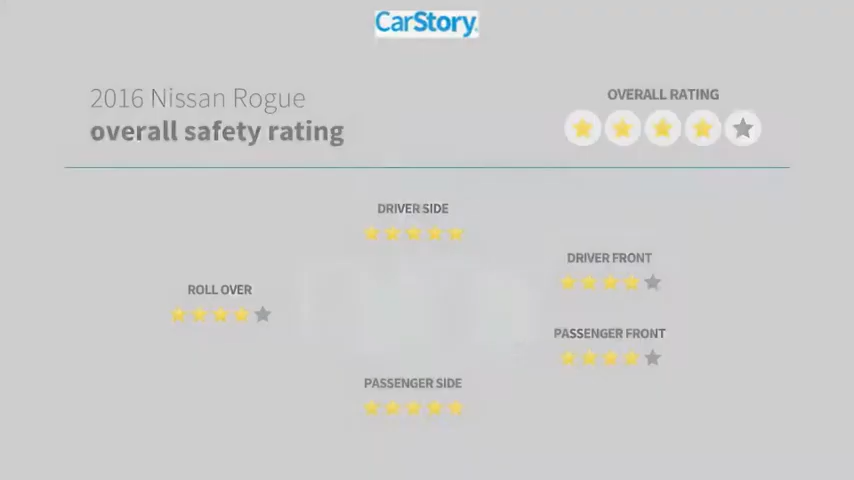 CarStory
2016 Nissan Rogue
overall safety rating
OVERALL RATING
DRIVER SIDE
DRIVER FRONT
ROLL OVER
PASSENGER FRONT
PASSENGER SIDE